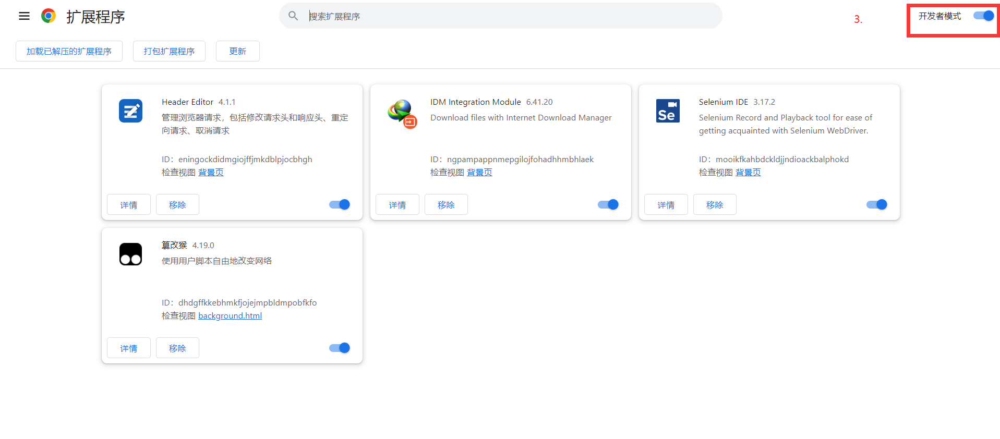 扩展程序
搜索扩展程序
3.
开发者模式
加载已解压的扩展程序
打包扩展程序
更新
Header Editor 4.1.1
管理浏览器请求，包括修改请求头和响应头、重定
向请求、取消请求
ID：eningockdidmgiojffjmkdblpjocbhgh
检查视图 背景页
详情
移除
IDM Integration Module 6.41.20
Download files with Internet Download Manager
ID：ngpampappnmepgilojfohadhhmbhlaek
检查视图 背景页
详情
移除
Se
Selenium IDE 3.17.2
Selenium Record and Playback tool for ease of
getting acquainted with Selenium WebDriver.
ID：mooikfkahbdckldjjndioackbalphokd
检查视图 背景页
详情
移除
篡改猴 4.19.0
使用用户脚本自由地改变网络
ID：dhdgffkkebhmkfjojejmpbldmpobfkfo
检查视图 background.html
详情
移除